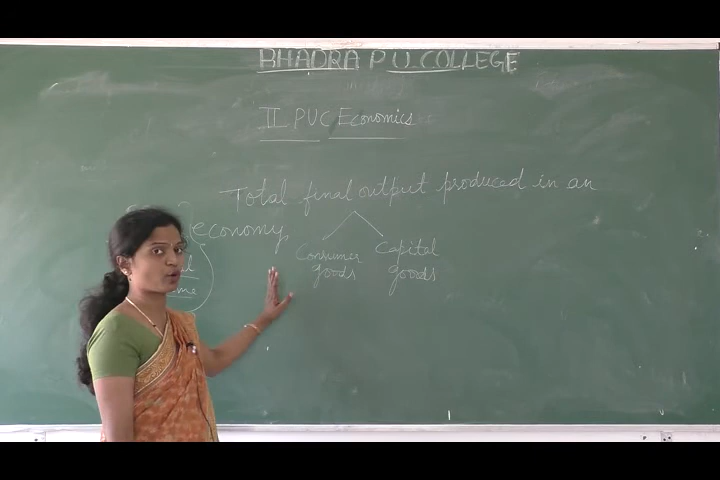 BHADRA P U COLLEGE
II PUC Economics
Total final output produced in an
economy
Consumer Capital
goods goods